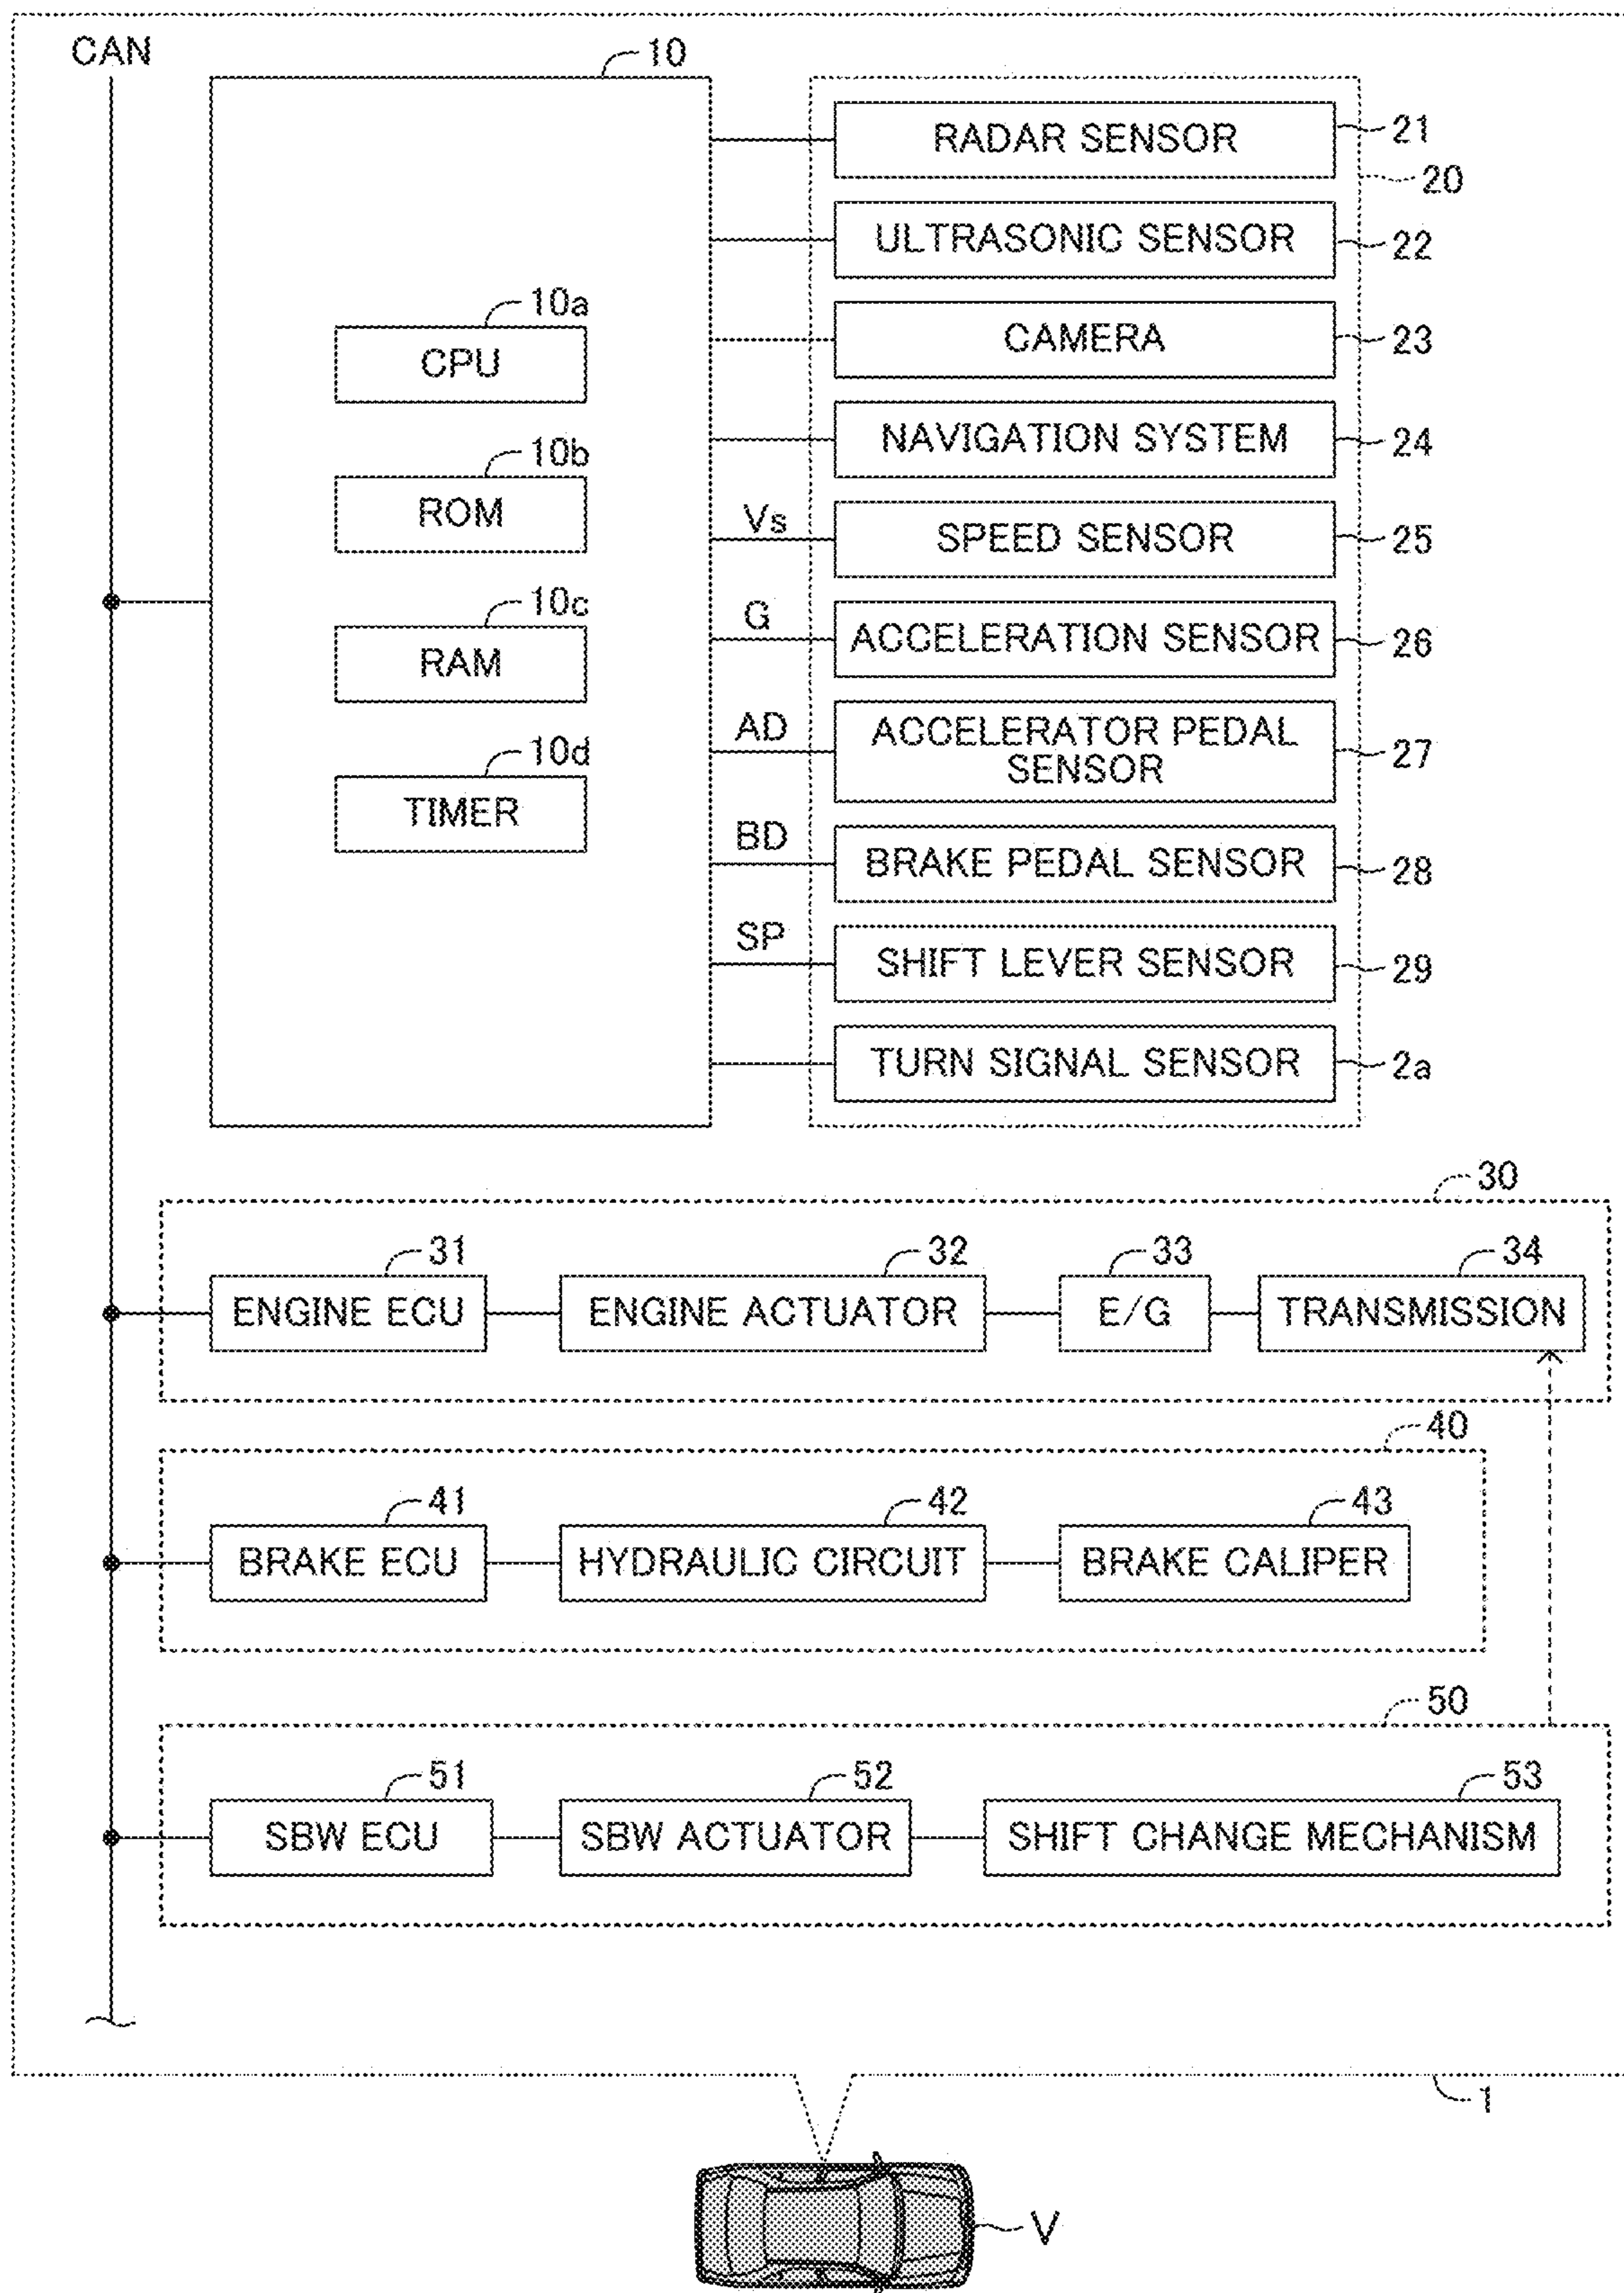 CAN
10
RADAR SENSOR
21
20
ULTRASONIC SENSOR
22
10a
CPU
CAMERA
23
10b
ROM
NAVIGATION SYSTEM
24
Vs
SPEED SENSOR
25
10c
RAM
G
ACCELERATION SENSOR
26
10d
TIMER
AD
ACCELERATOR PEDAL
SENSOR
27
BD
BRAKE PEDAL SENSOR
28
SP
SHIFT LEVER SENSOR
29
TURN SIGNAL SENSOR
2a
30
31
32
33
34
ENGINE ECU
ENGINE ACTUATOR
E/G
TRANSMISSION
40
41
42
43
BRAKE ECU
HYDRAULIC CIRCUIT
BRAKE CALIPER
50
51
52
53
SBW ECU
SBW ACTUATOR
SHIFT CHANGE MECHANISM
1
V